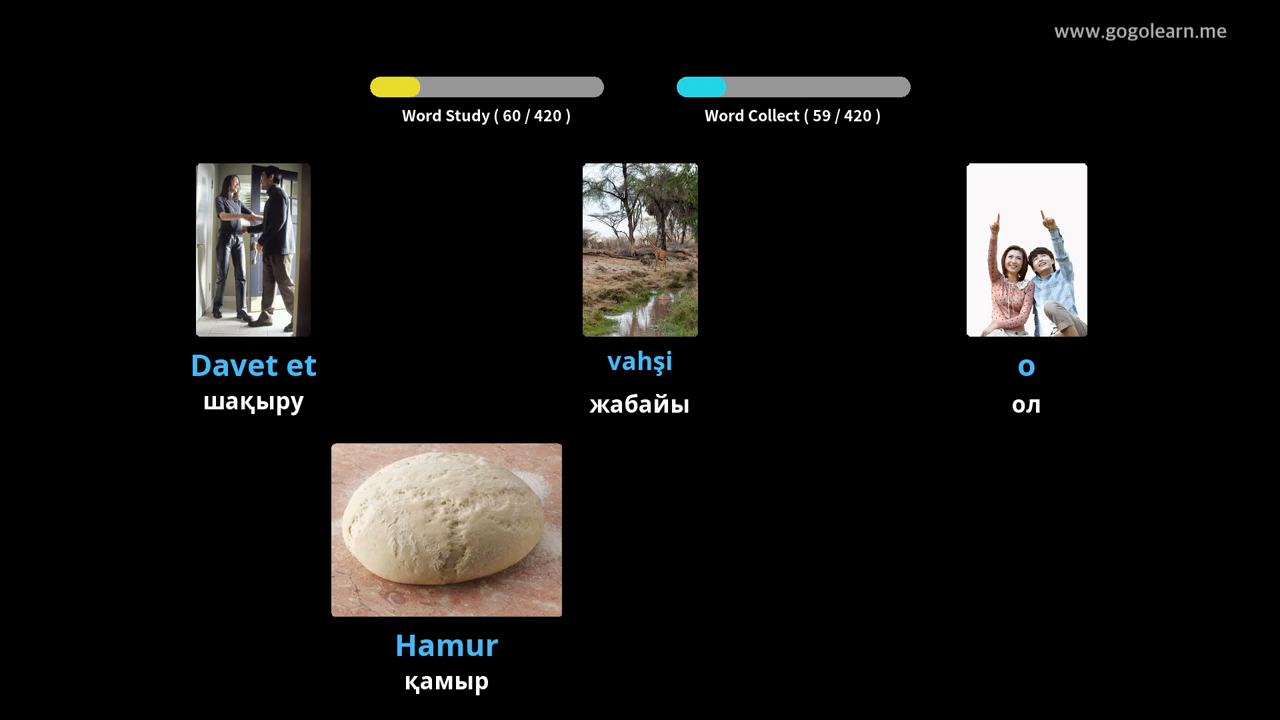 www.gogolearn.me
Word Study ( 60 / 420 )
Word Collect ( 59 / 420 )
Davet et
шақыру
vahşi
жабайы
o
ол
Hamur
қамыр